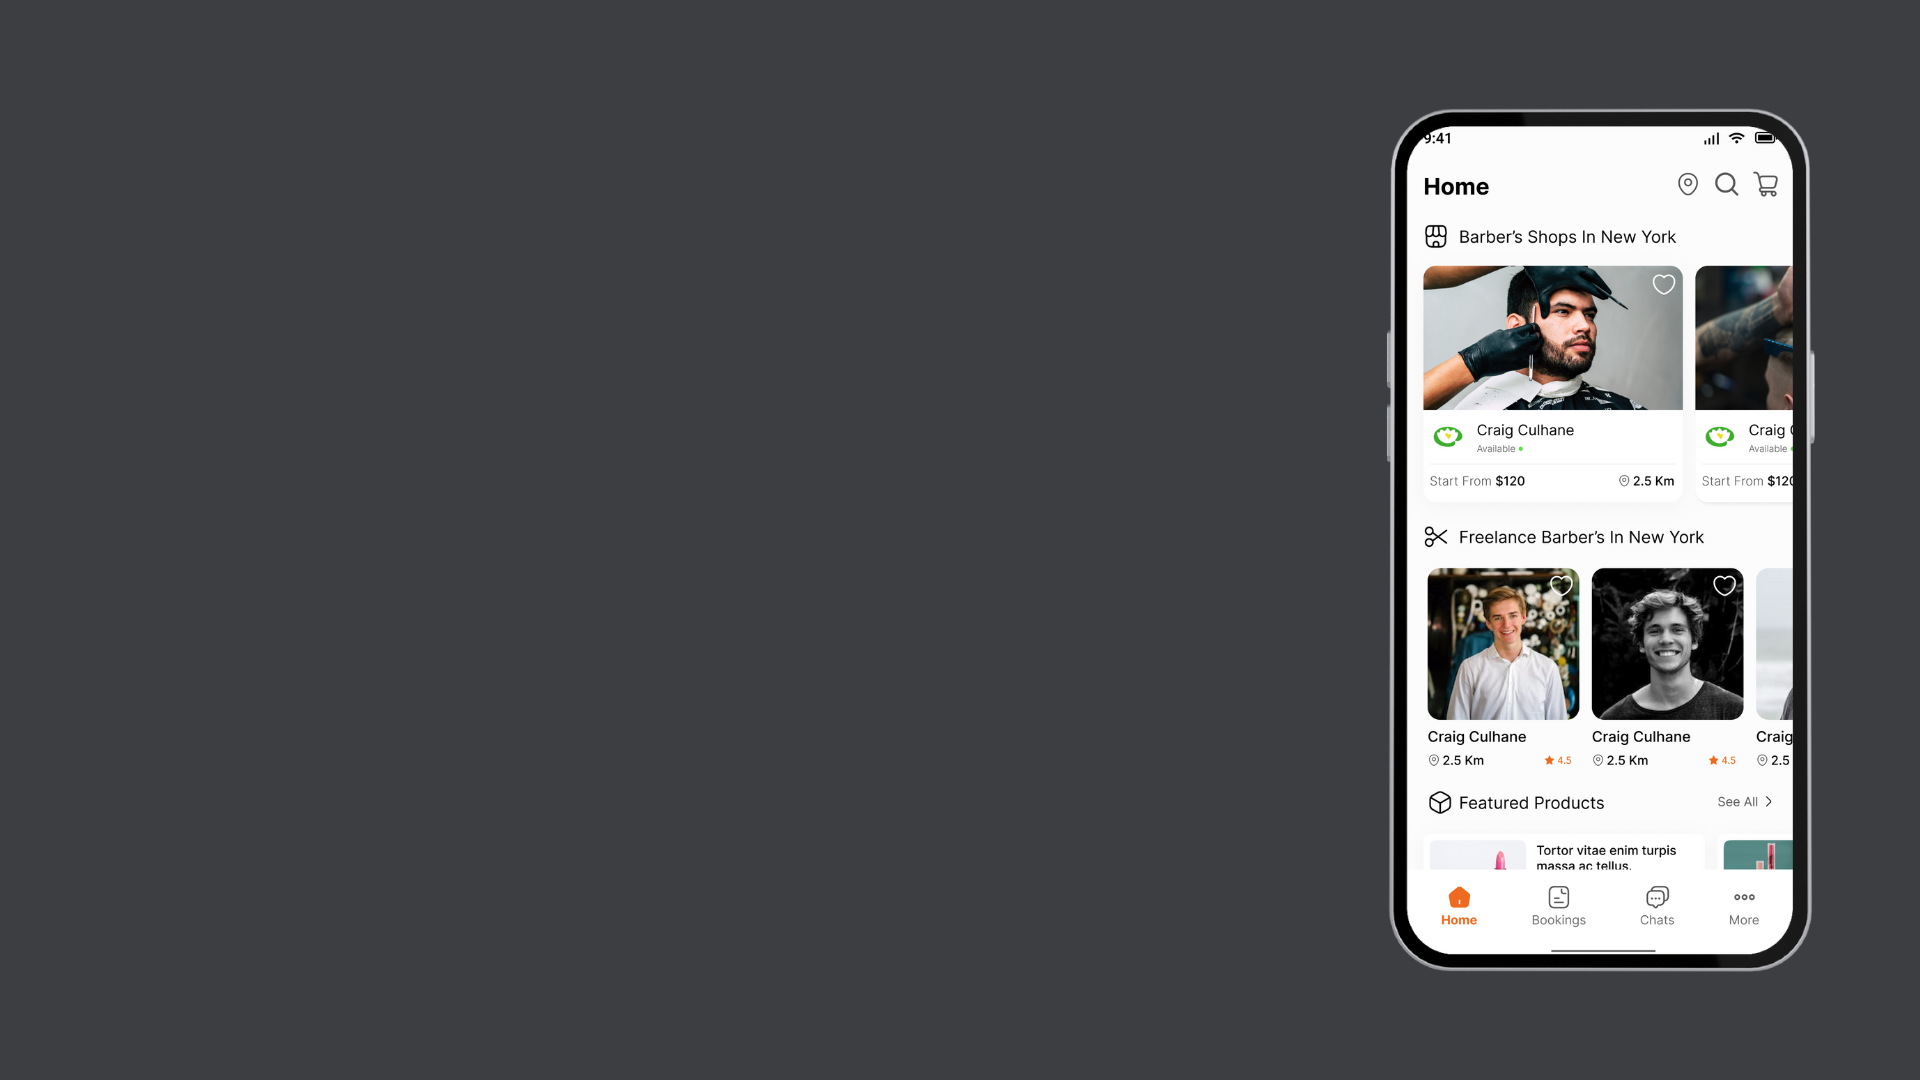 9:41
Home
Barber’s Shops In New York
Craig Culhane
Available
Start From $120
2.5 Km
Craig
Available
Start From $120
Freelance Barber’s In New York
Craig Culhane
2.5 Km
4.5
Craig Culhane
2.5 Km
4.5
Craig
2.5
Featured Products
See All
Tortor vitae enim turpis
massa ac tellus.
Home
Bookings
Chats
More